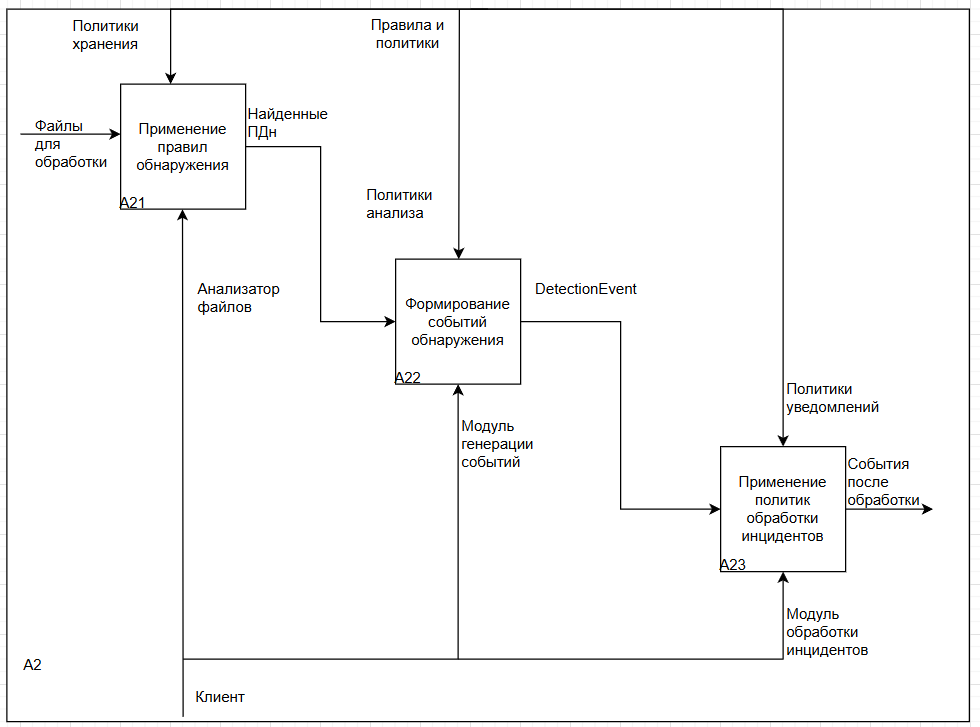 Политики
хранения
Правила и
политики
Файлы
для
обработки
Применение
правил
обнаружения
A21
Найденные
ПДн
Политики
анализа
Анализатор
файлов
Формирование
событий
обнаружения
A22
DetectionEvent
Политики
уведомлений
Модуль
генерации
событий
Применение
политик
обработки
инцидентов
A23
События
после
обработки
Модуль
обработки
инцидентов
A2
Клиент